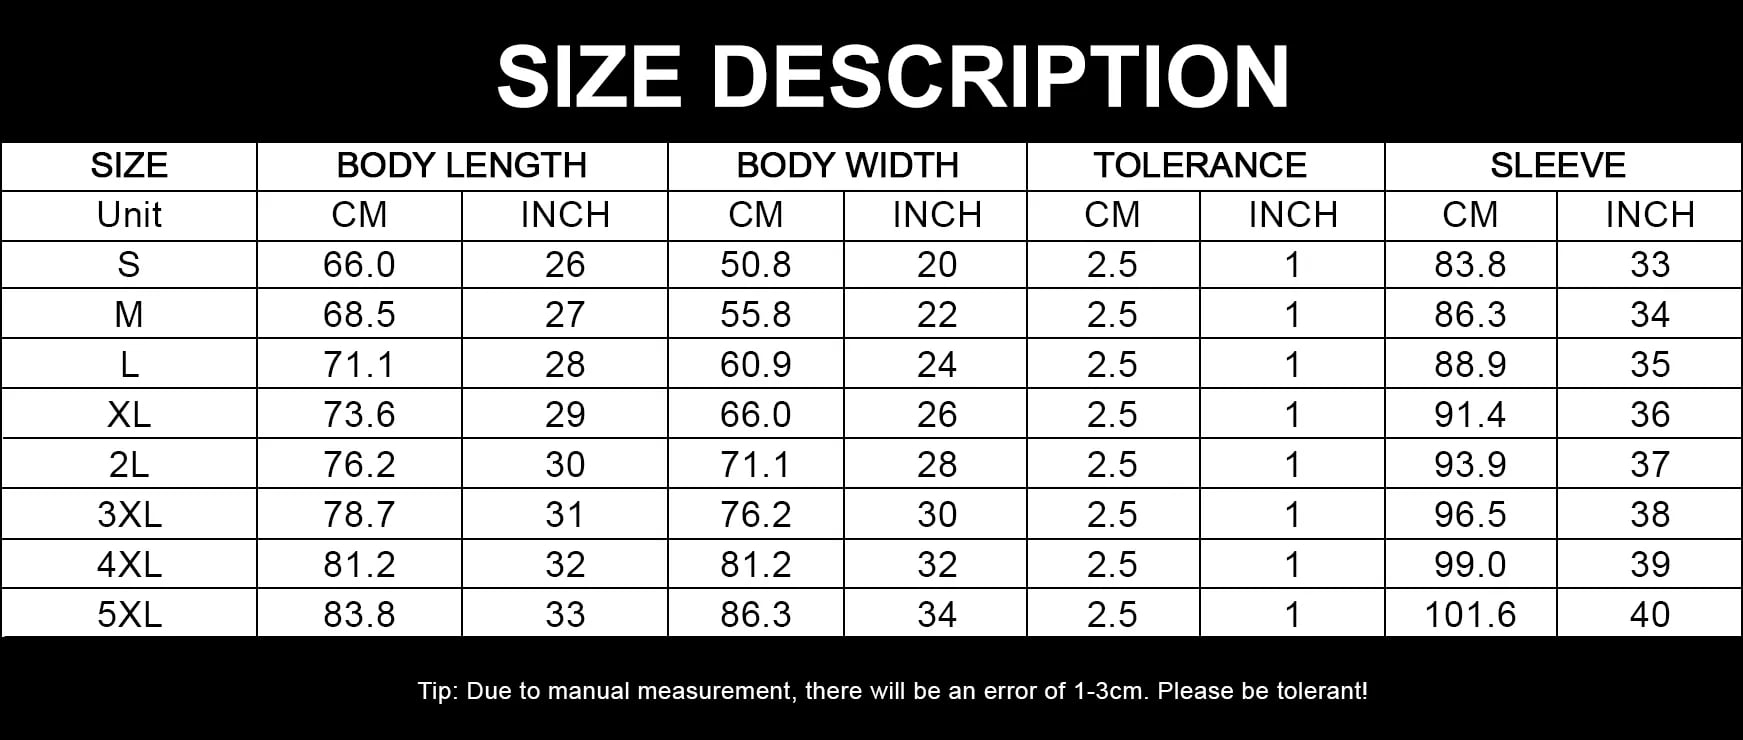 SIZE DESCRIPTION
SIZE BODY LENGTH BODY WIDTH TOLERANCE SLEEVE
Unit CM INCH CM INCH CM INCH CM INCH
S 66.0 26 50.8 20 2.5 1 83.8 33
M 68.5 27 55.8 22 2.5 1 86.3 34
L 71.1 28 60.9 24 2.5 1 88.9 35
XL 73.6 29 66.0 26 2.5 1 91.4 36
2L 76.2 30 71.1 28 2.5 1 93.9 37
3XL 78.7 31 76.2 30 2.5 1 96.5 38
4XL 81.2 32 81.2 32 2.5 1 99.0 39
5XL 83.8 33 86.3 34 2.5 1 101.6 40
Tip: Due to manual measurement, there will be an error of 1-3cm. Please be tolerant!